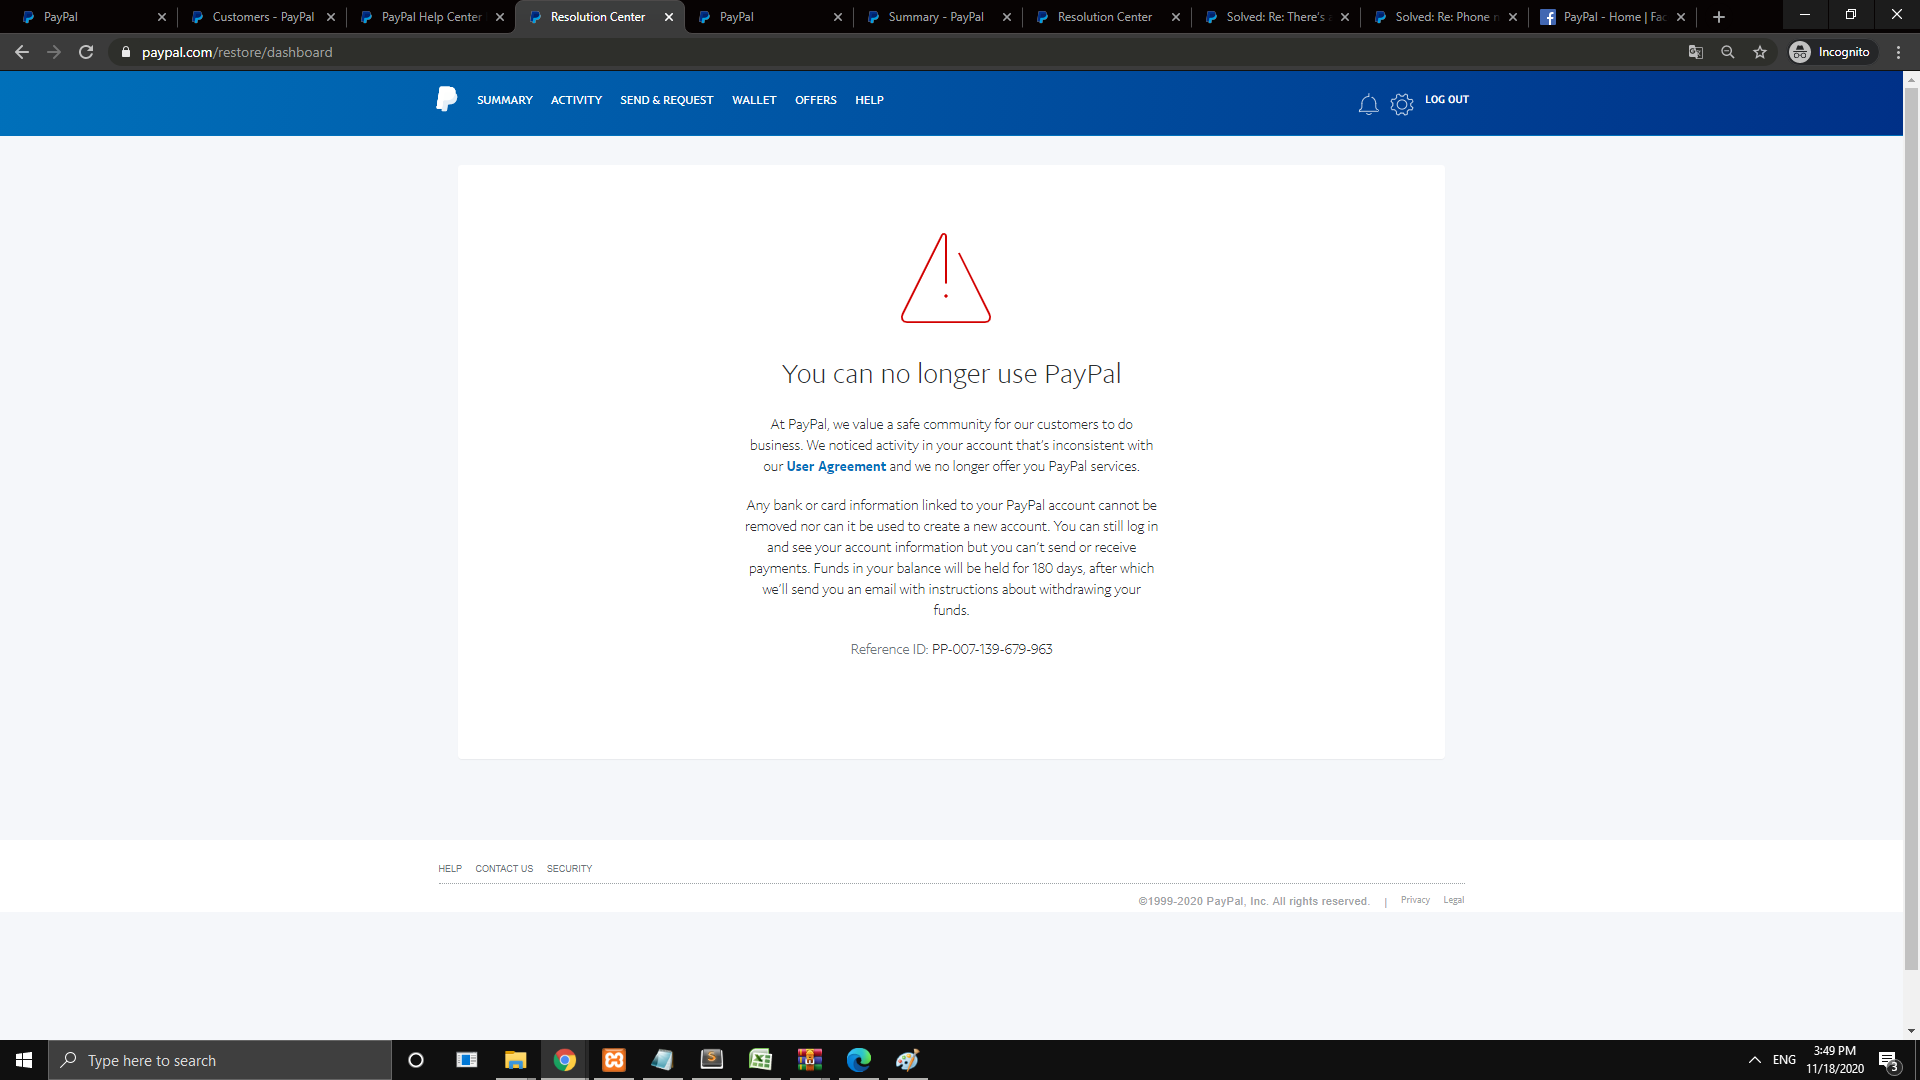 PayPal
Customers - PayPal
PayPal Help Center
Resolution Center
PayPal
Summary - PayPal
Resolution Center
Solved: Re: There's
Solved: Re: Phone
PayPal - Home | Fac
paypal.com/restore/dashboard
Incognito
SUMMARY ACTIVITY SEND & REQUEST WALLET OFFERS HELP
LOG OUT
You can no longer use PayPal
At PayPal, we value a safe community for our customers to do
business. We noticed activity in your account that's inconsistent with
our User Agreement and we no longer offer you PayPal services.
Any bank or card information linked to your PayPal account cannot be
removed nor can it be used to create a new account. You can still log in
and see your account information but you can't send or receive
payments. Funds in your balance will be held for 180 days, after which
we'll send you an email with instructions about withdrawing your
funds.
Reference ID: PP-007-139-679-963
HELP CONTACT US SECURITY
©1999-2020 PayPal, Inc. All rights reserved. | Privacy Legal
Type here to search
ENG
3:49 PM
11/18/2020
3